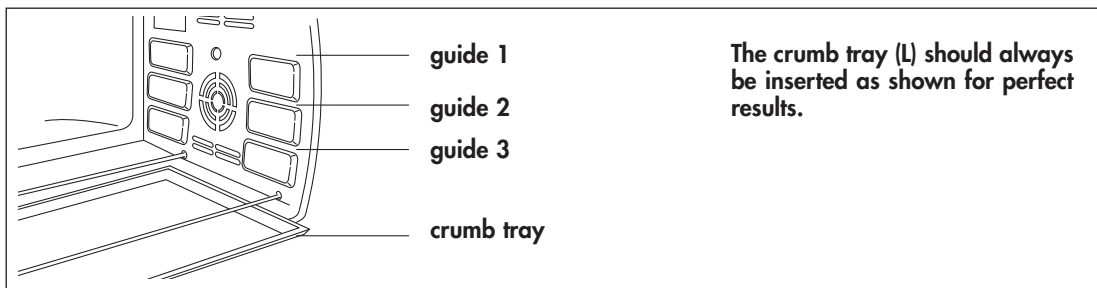 guide 1
guide 2
guide 3
crumb tray
The crumb tray (L) should always
be inserted as shown for perfect
results.